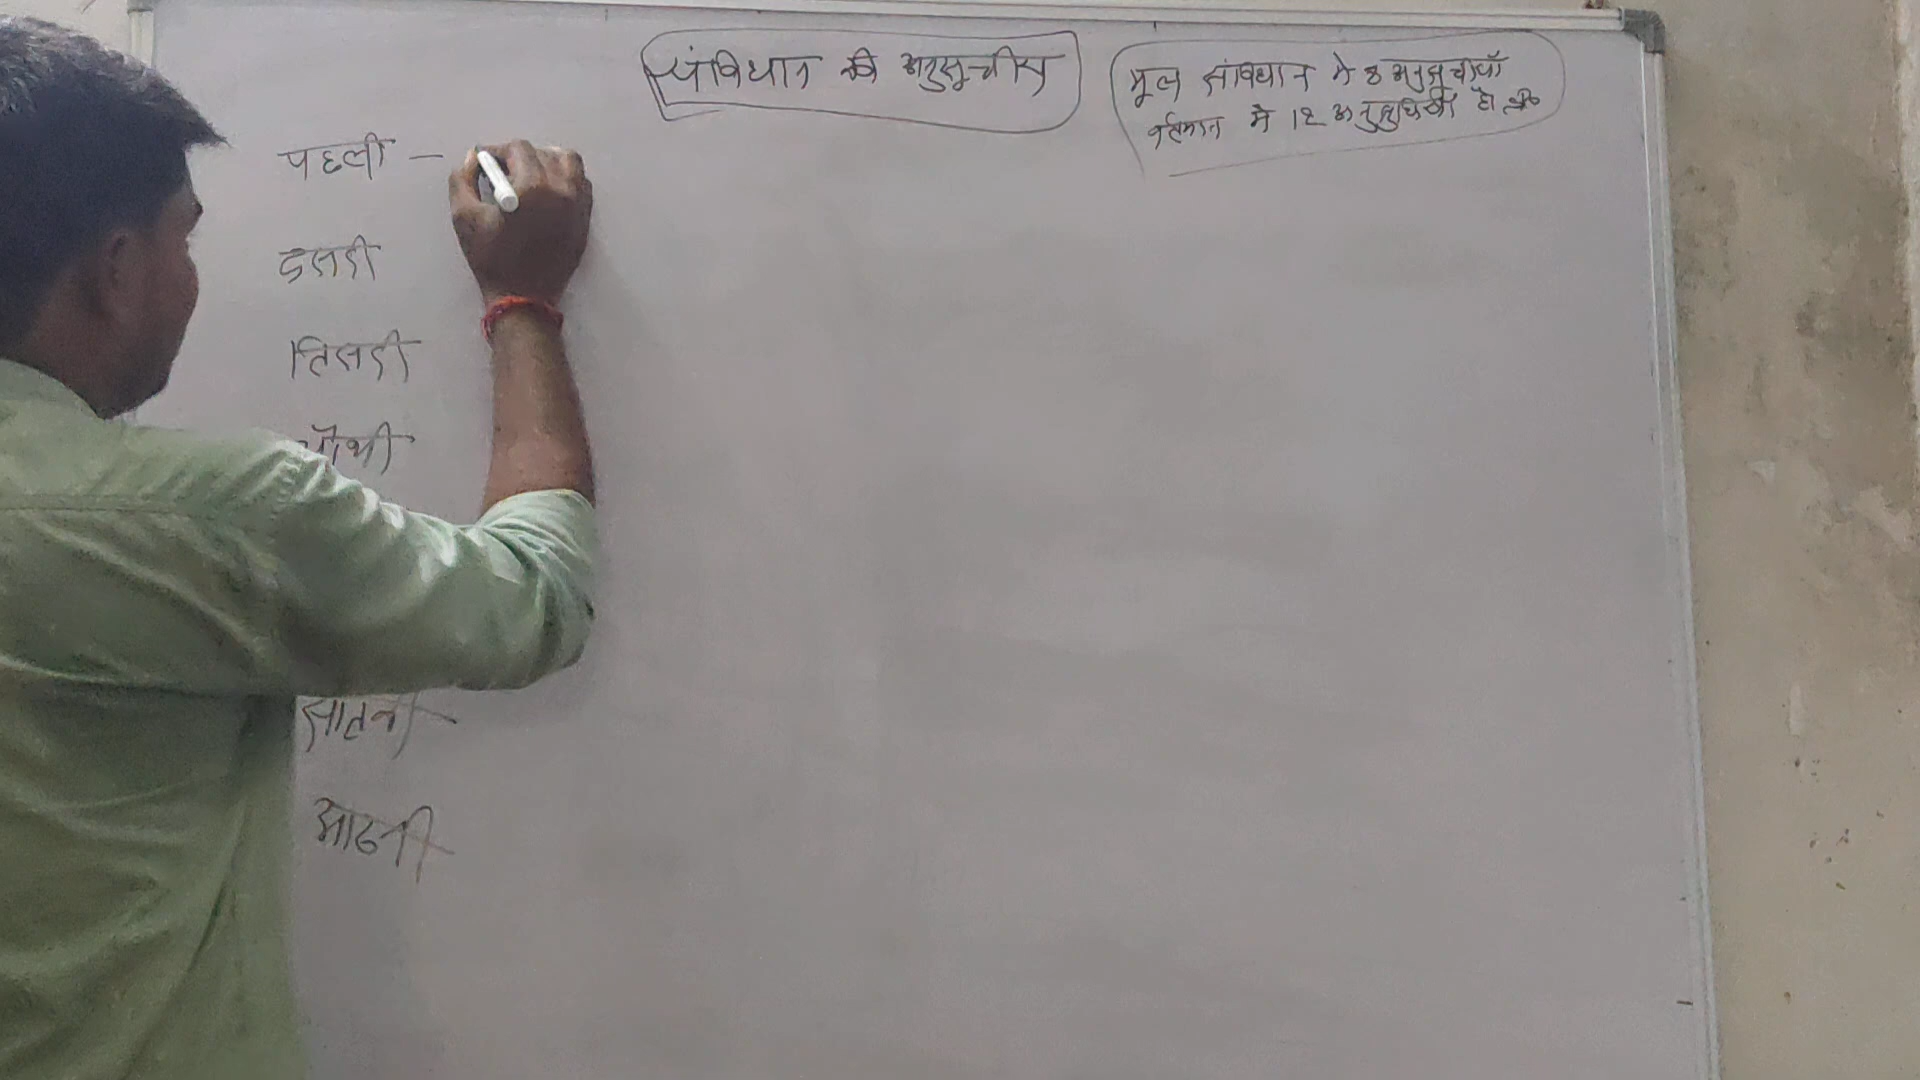 संविधान की अनुसूचीय
मूल संविधान मे 8 अनुसूचीयाँ
वर्तमान मे 12 अनुसुचियाँ है
पहली -
दुसरी
तिसरी
चौथी
सातवी
आठवी